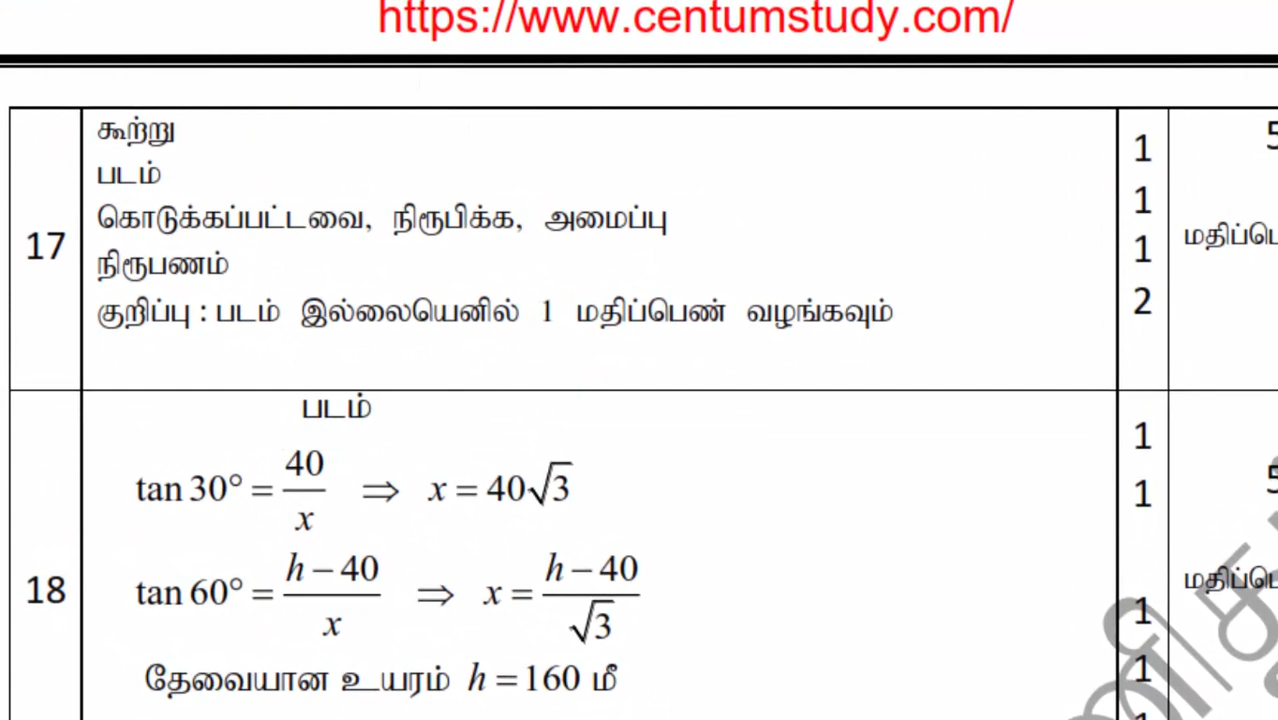 https://www.centumstudy.com/
17
கூற்று
படம்
கொடுக்கப்பட்டவை, நிரூபிக்க, அமைப்பு
நிரூபணம்
குறிப்பு : படம் இல்லையெனில் 1 மதிப்பெண் வழங்கவும்
1
1
1
2
5
18
படம்
tan 30° = 40/x ⇒ x = 40√3
tan 60° = h − 40/x ⇒ x = h − 40/√3
தேவையான உயரம் h = 160 மீ
1
1
1
1
5